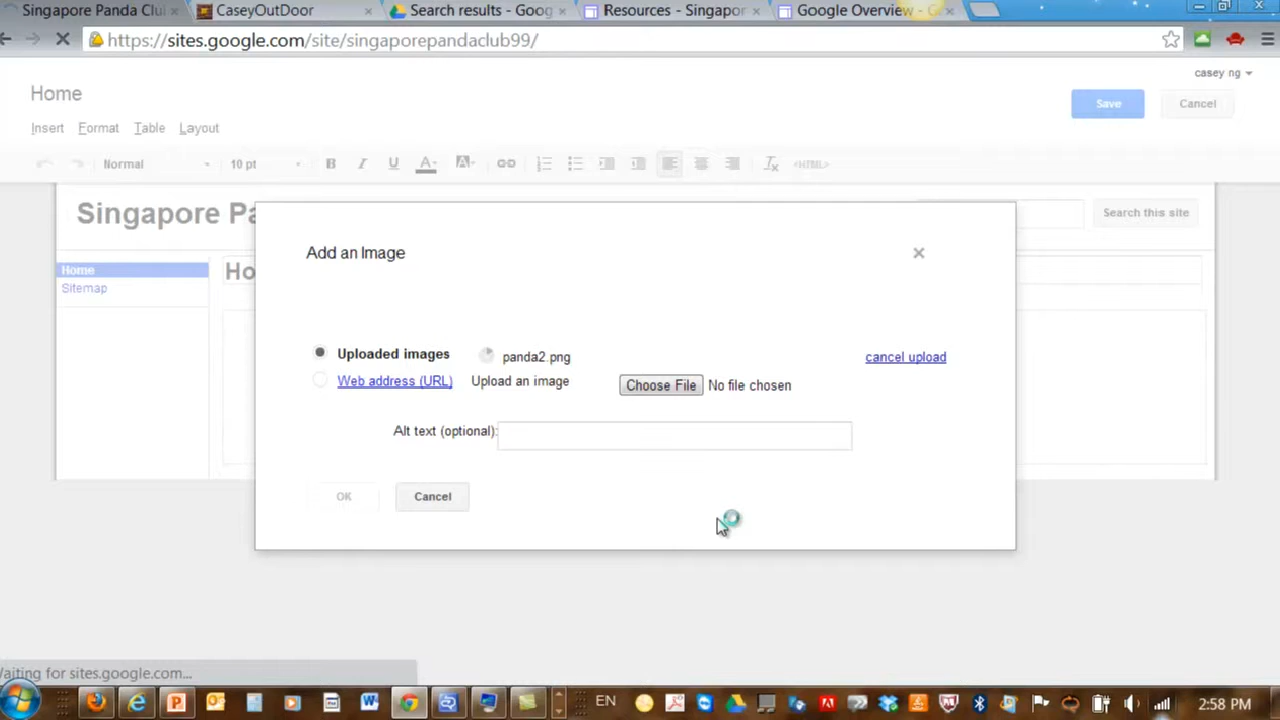 Singapore Panda Clu
CaseyOutDoor
Search results - Goog
Resources - Singapor
Google Overview - G
https://sites.google.com/site/singaporepandaclub99/
casey ng
Home
Save
Cancel
Insert
Format
Table
Layout
Normal
10 pt
B
I
U
A
A
<HTML>
Singapore Pa
Search this site
Add an Image
Home
Ho
Sitemap
Uploaded images
panda2.png
cancel upload
Web address (URL)
Upload an image
Choose File
No file chosen
Alt text (optional):
OK
Cancel
Waiting for sites.google.com...
EN
2:58 PM